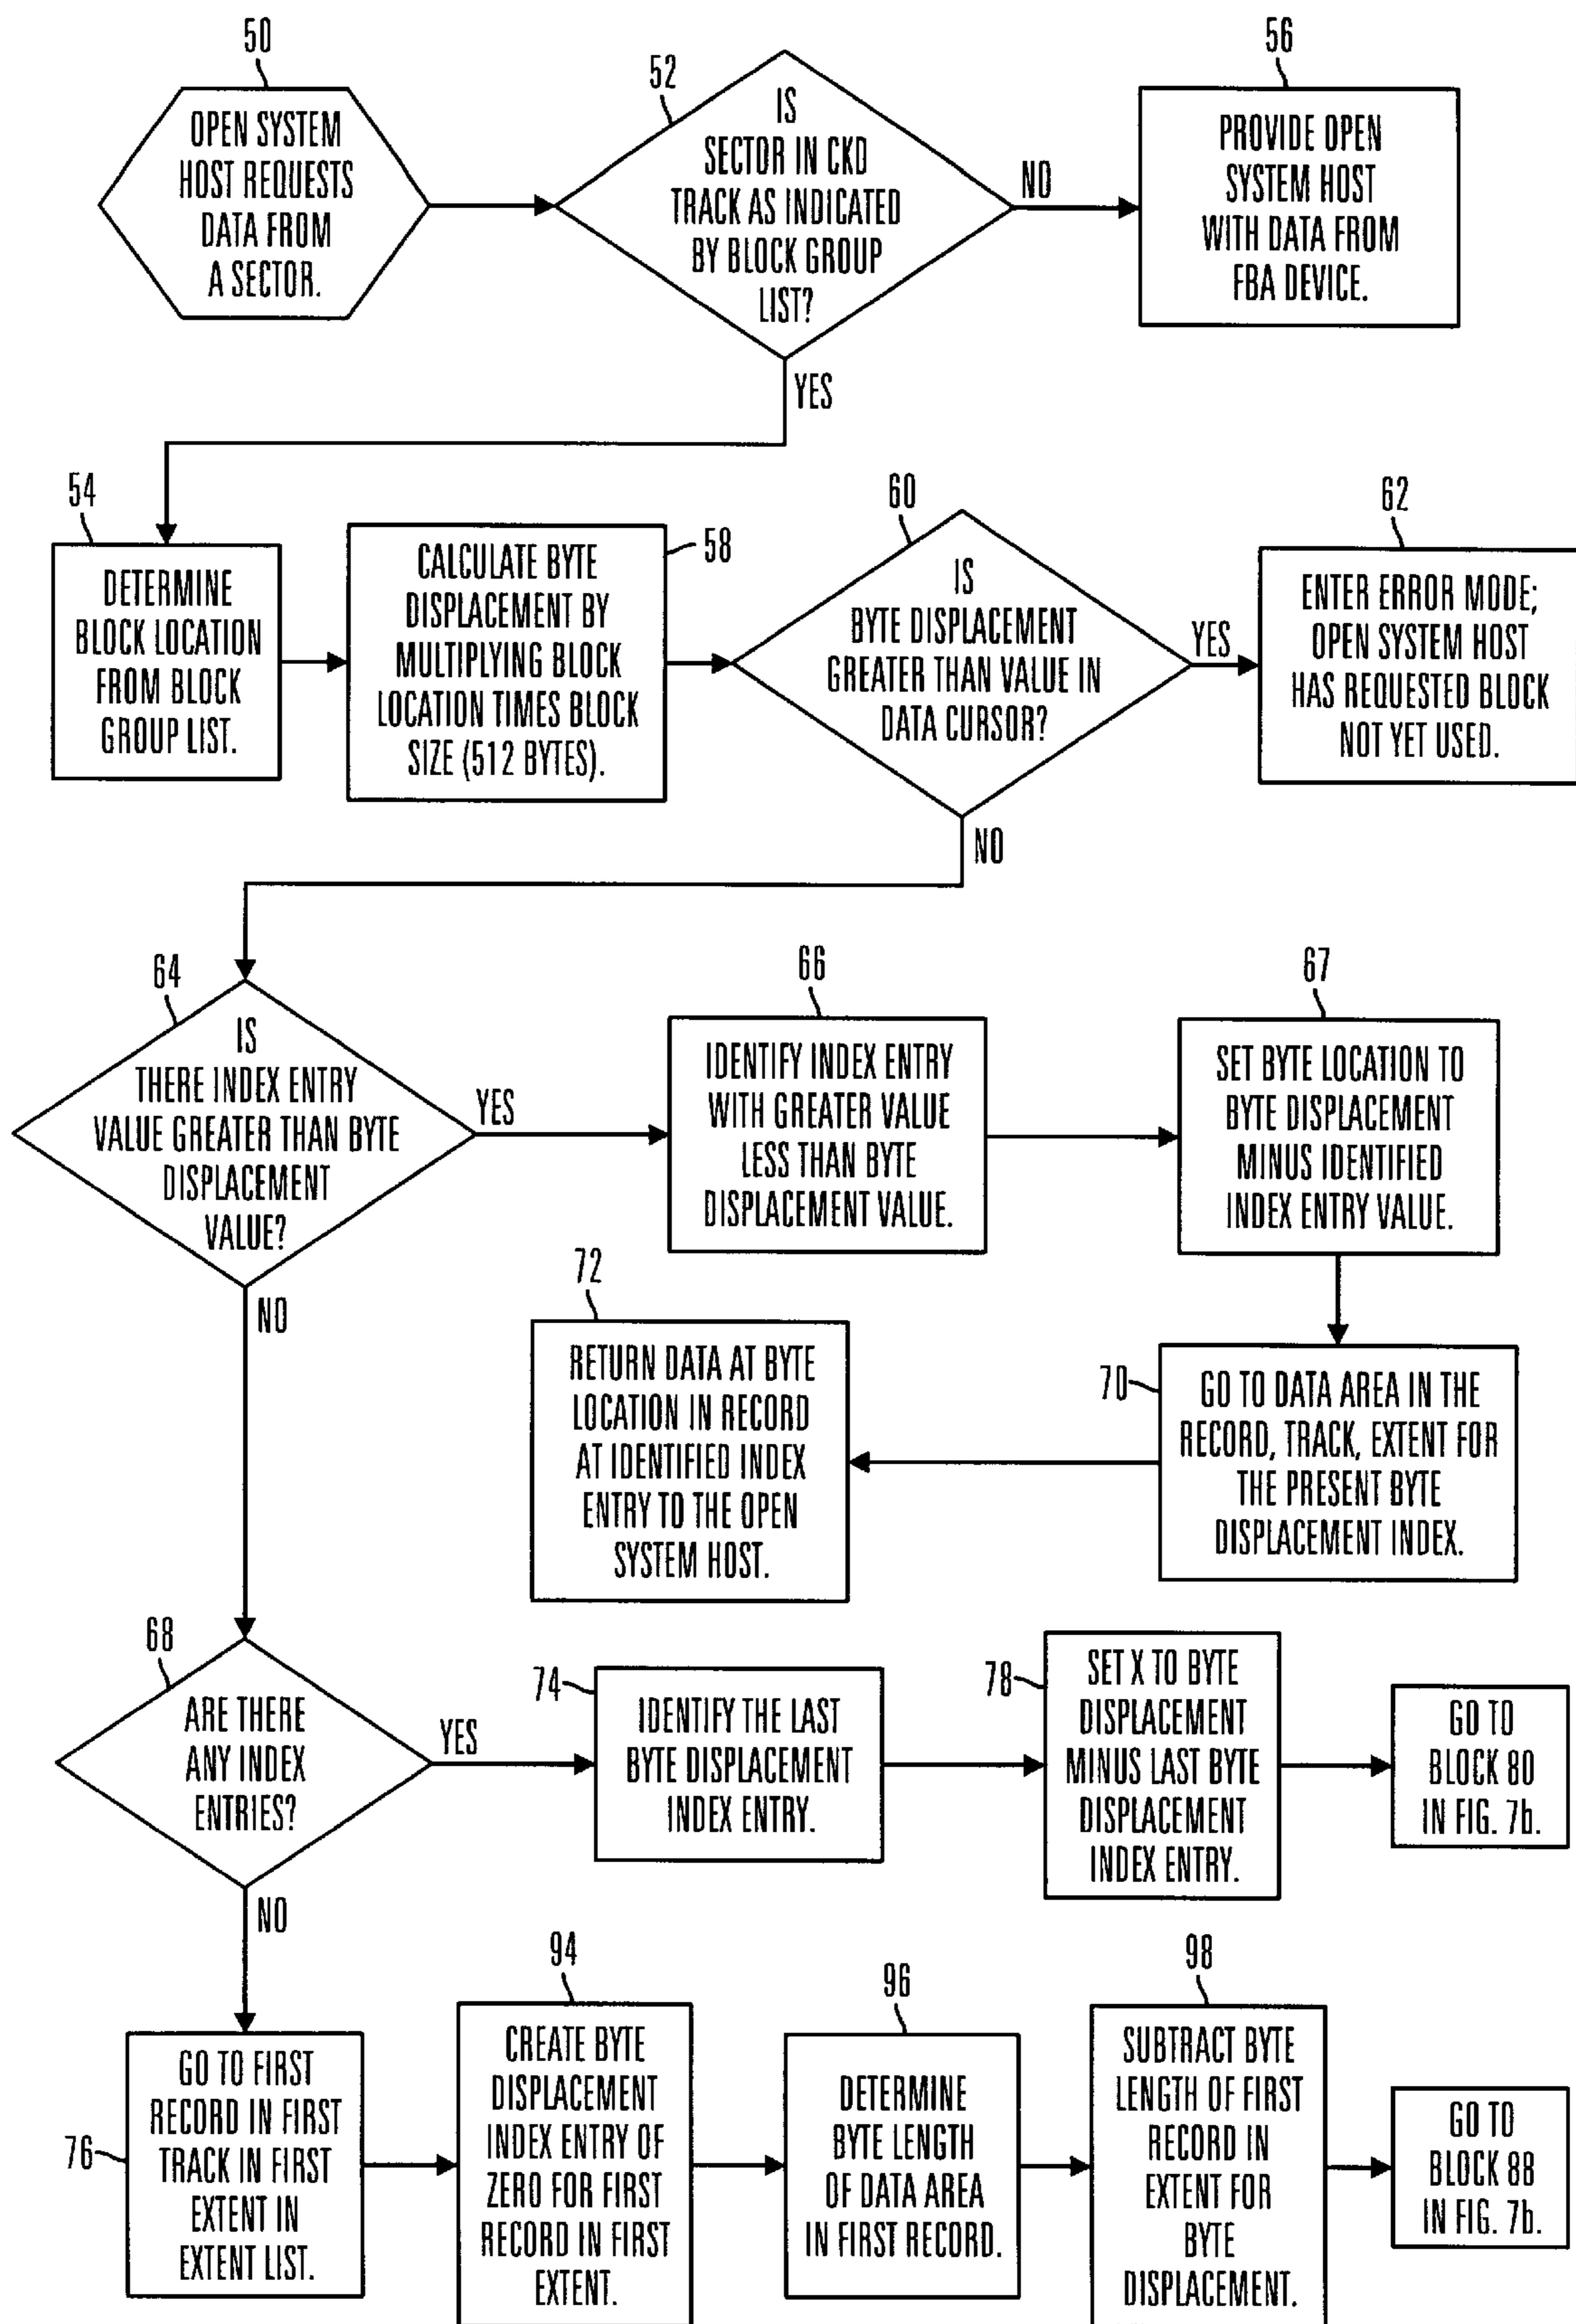 50
OPEN SYSTEM
HOST REQUESTS
DATA FROM
A SECTOR.
52
IS
SECTOR IN CKD
TRACK AS INDICATED
BY BLOCK GROUP
LIST?
NO
YES
56
PROVIDE OPEN
SYSTEM HOST
WITH DATA FROM
FBA DEVICE.
54
DETERMINE
BLOCK LOCATION
FROM BLOCK
GROUP LIST.
58
CALCULATE BYTE
DISPLACEMENT BY
MULTIPLYING BLOCK
LOCATION TIMES BLOCK
SIZE (512 BYTES).
60
IS
BYTE DISPLACEMENT
GREATER THAN VALUE IN
DATA CURSOR?
YES
NO
62
ENTER ERROR MODE;
OPEN SYSTEM HOST
HAS REQUESTED BLOCK
NOT YET USED.
64
IS
THERE INDEX ENTRY
VALUE GREATER THAN BYTE
DISPLACEMENT
VALUE?
YES
NO
66
IDENTIFY INDEX ENTRY
WITH GREATER VALUE
LESS THAN BYTE
DISPLACEMENT VALUE.
67
SET BYTE LOCATION TO
BYTE DISPLACEMENT
MINUS IDENTIFIED
INDEX ENTRY VALUE.
72
RETURN DATA AT BYTE
LOCATION IN RECORD
AT IDENTIFIED INDEX
ENTRY TO THE OPEN
SYSTEM HOST.
70
GO TO DATA AREA IN THE
RECORD, TRACK, EXTENT FOR
THE PRESENT BYTE
DISPLACEMENT INDEX.
68
ARE THERE
ANY INDEX
ENTRIES?
YES
NO
74
IDENTIFY THE LAST
BYTE DISPLACEMENT
INDEX ENTRY.
78
SET X TO BYTE
DISPLACEMENT
MINUS LAST BYTE
DISPLACEMENT
INDEX ENTRY.
GO TO
BLOCK 80
IN FIG. 7b.
76
GO TO FIRST
RECORD IN FIRST
TRACK IN FIRST
EXTENT IN
EXTENT LIST.
94
CREATE BYTE
DISPLACEMENT
INDEX ENTRY OF
ZERO FOR FIRST
RECORD IN FIRST
EXTENT.
96
DETERMINE
BYTE LENGTH
OF DATA AREA
IN FIRST RECORD.
98
SUBTRACT BYTE
LENGTH OF FIRST
RECORD IN
EXTENT FOR
BYTE
DISPLACEMENT.
GO TO
BLOCK 88
IN FIG. 7b.